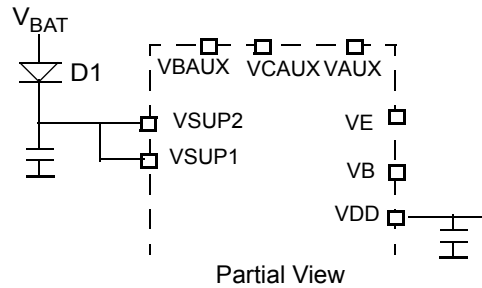 VBAT
D1
VBAUX VCAUX VAUX
VSUP2
VE
VSUP1
VB
VDD
Partial View